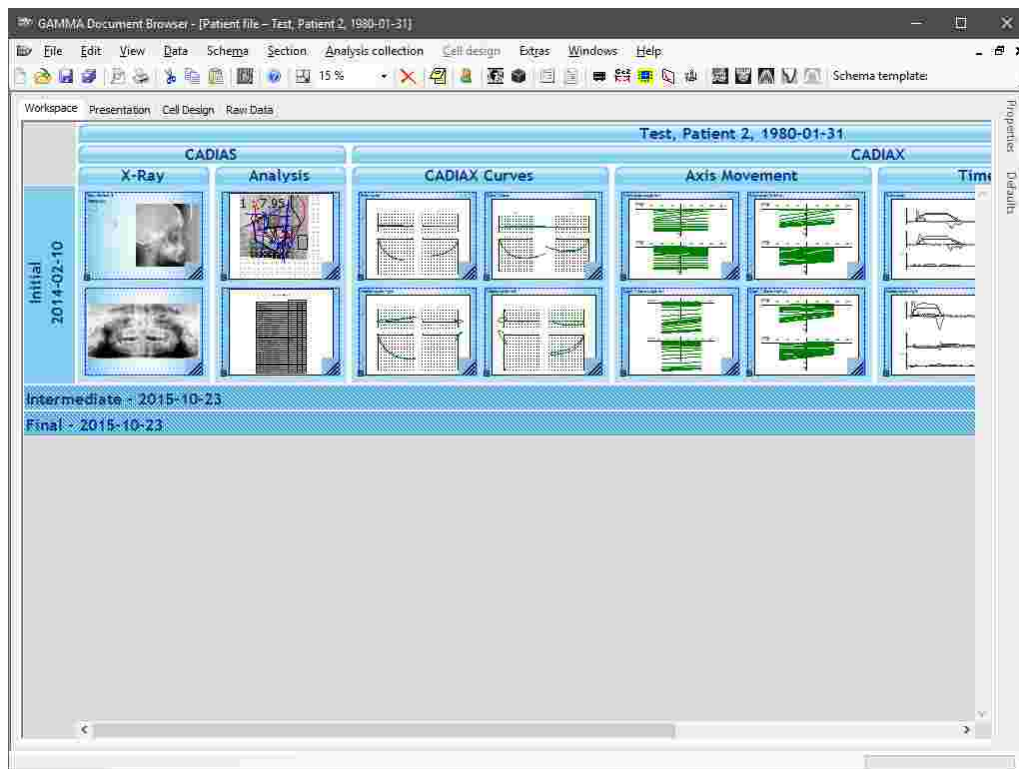 GAMMA Document Browser - [Patient file – Test, Patient 2, 1980-01-31]
File Edit View Data Schema Section Analysis collection Cell design Extras Windows Help
15 % Schema template:
Workspace Presentation Cell Design Raw Data
Properties
Defaults
Test, Patient 2, 1980-01-31
CADIAS CADIAX
X-Ray Analysis CADIAX Curves Axis Movement Time
Initial
2014-02-10
1 : 7.95
Intermediate - 2015-10-23
Final - 2015-10-23